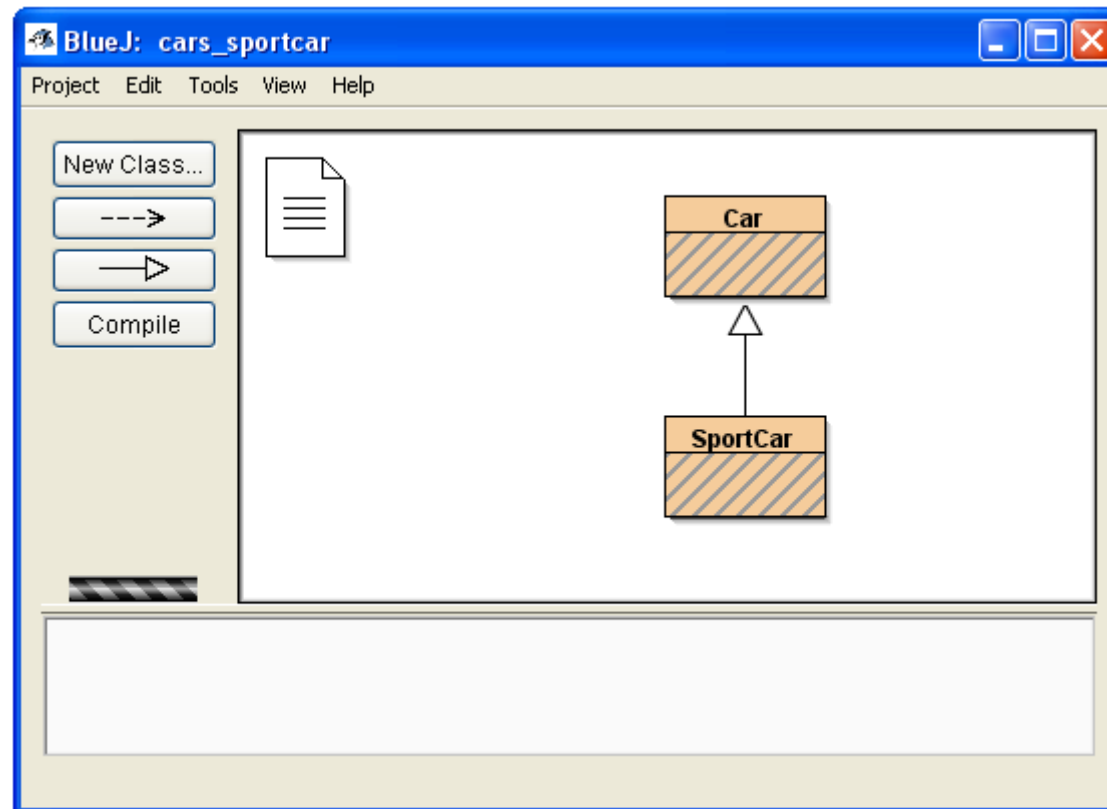 BlueJ: cars_sportcar
Project Edit Tools View Help
New Class...
Compile
Car
SportCar